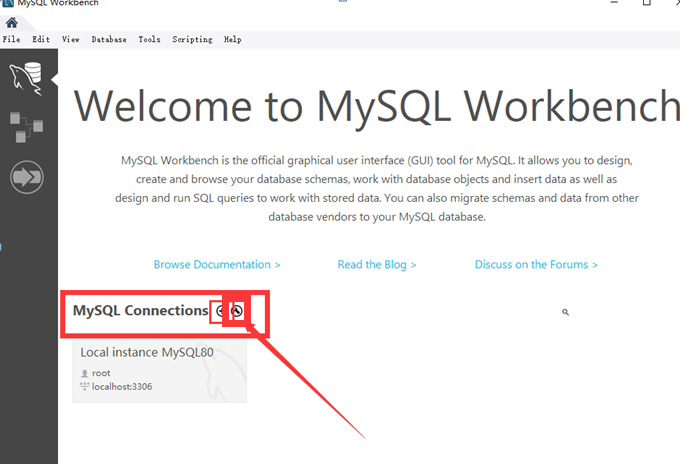 MySQL Workbench
File Edit View Database Tools Scripting Help
Welcome to MySQL Workbench
MySQL Workbench is the official graphical user interface (GUI) tool for MySQL. It allows you to design,
create and browse your database schemas, work with database objects and insert data as well as
design and run SQL queries to work with stored data. You can also migrate schemas and data from other
database vendors to your MySQL database.
Browse Documentation > Read the Blog > Discuss on the Forums >
MySQL Connections
Local instance MySQL80
root
localhost:3306